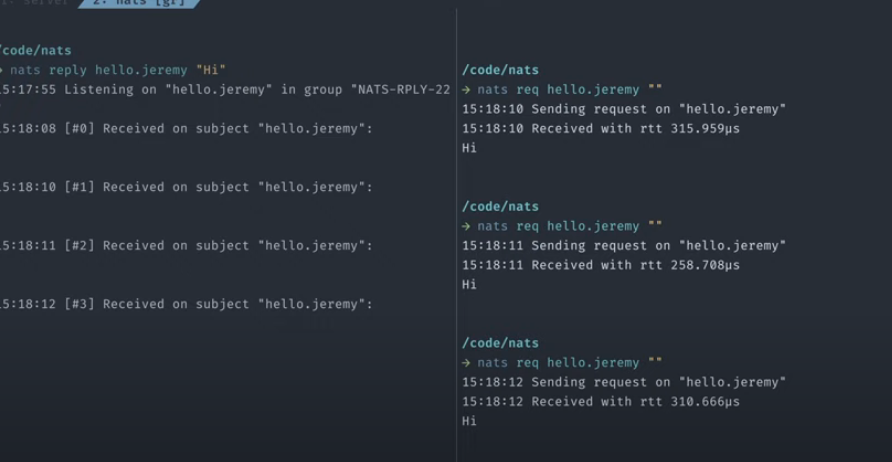 1: server 2: nats [gr]
/code/nats
nats reply hello.jeremy "Hi"
15:17:55 Listening on "hello.jeremy" in group "NATS-RPLY-22
"
15:18:08 [#0] Received on subject "hello.jeremy":
15:18:10 [#1] Received on subject "hello.jeremy":
15:18:11 [#2] Received on subject "hello.jeremy":
15:18:12 [#3] Received on subject "hello.jeremy":
/code/nats
→ nats req hello.jeremy ""
15:18:10 Sending request on "hello.jeremy"
15:18:10 Received with rtt 315.959µs
Hi
/code/nats
→ nats req hello.jeremy ""
15:18:11 Sending request on "hello.jeremy"
15:18:11 Received with rtt 258.708µs
Hi
/code/nats
→ nats req hello.jeremy ""
15:18:12 Sending request on "hello.jeremy"
15:18:12 Received with rtt 310.666µs
Hi